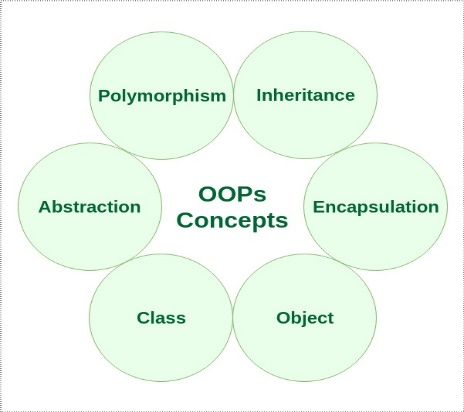 Polymorphism
Inheritance
Abstraction
OOPs
Concepts
Encapsulation
Class
Object